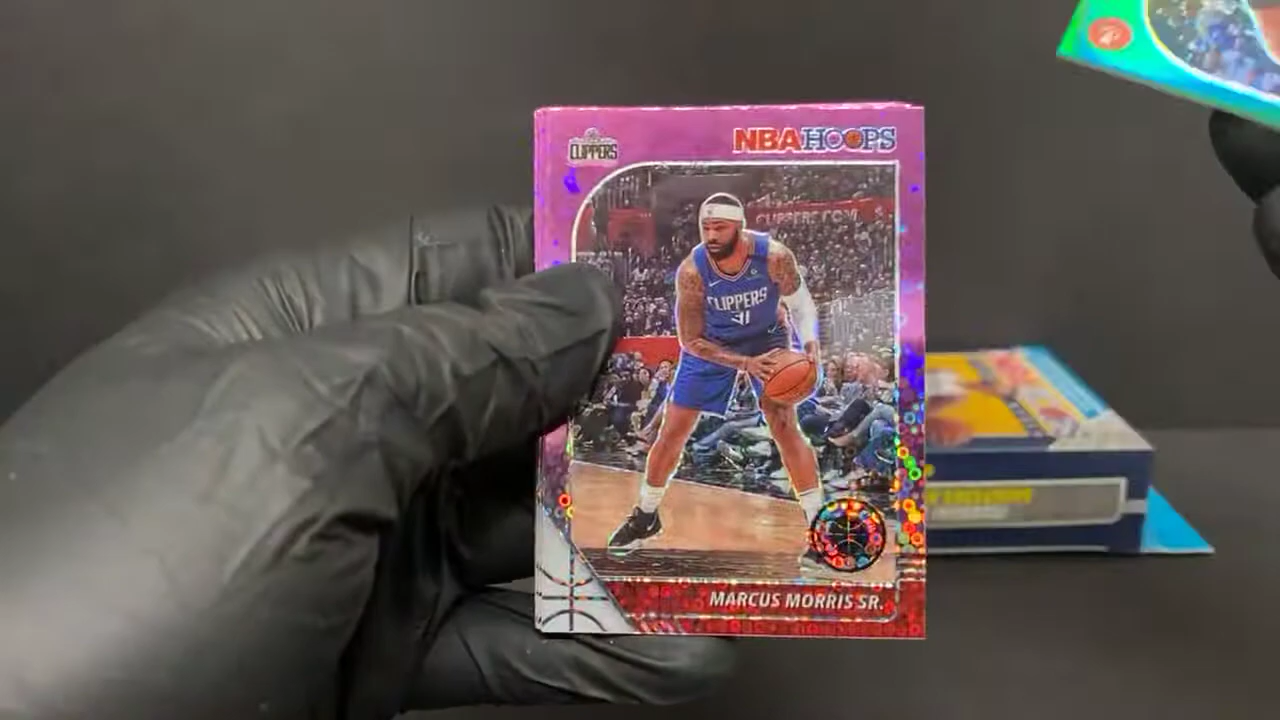 CLIPPERS
NBA HOOPS
CLIPPERS.COM
CLIPPERS
31
MARCUS MORRIS SR.